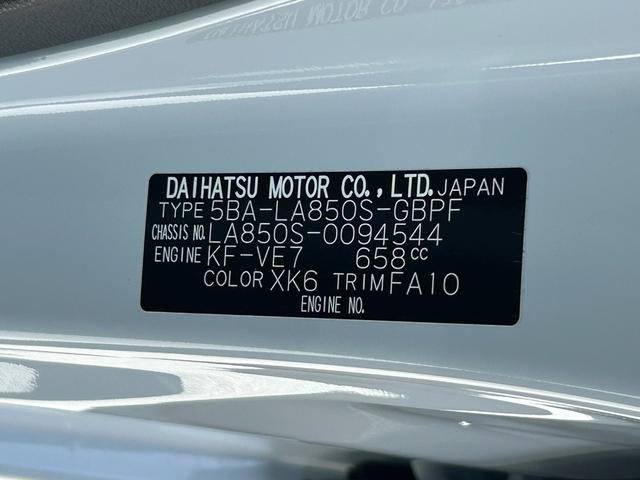 DAIHATSU MOTOR CO., LTD. JAPAN
TYPE 5BA-LA850S-GBPF
CHASSIS NO. LA850S-0094544
ENGINE KF-VE7 658cc
COLOR XK6 TRIM FA10
ENGINE NO.